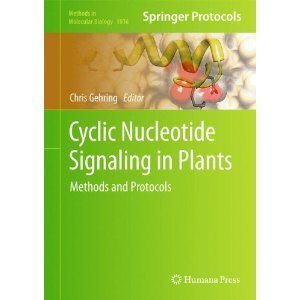 Methods in
Molecular Biology 1016
Springer Protocols
Chris Gehring Editor
Cyclic Nucleotide
Signaling in Plants
Methods and Protocols
Humana Press